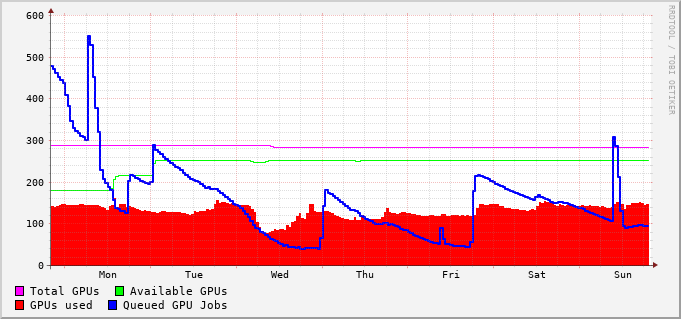 600
500
400
300
200
100
0
Mon Tue Wed Thu Fri Sat Sun
Total GPUs Available GPUs
GPUs used Queued GPU Jobs
RRDTOOL / TOBI OETIKER